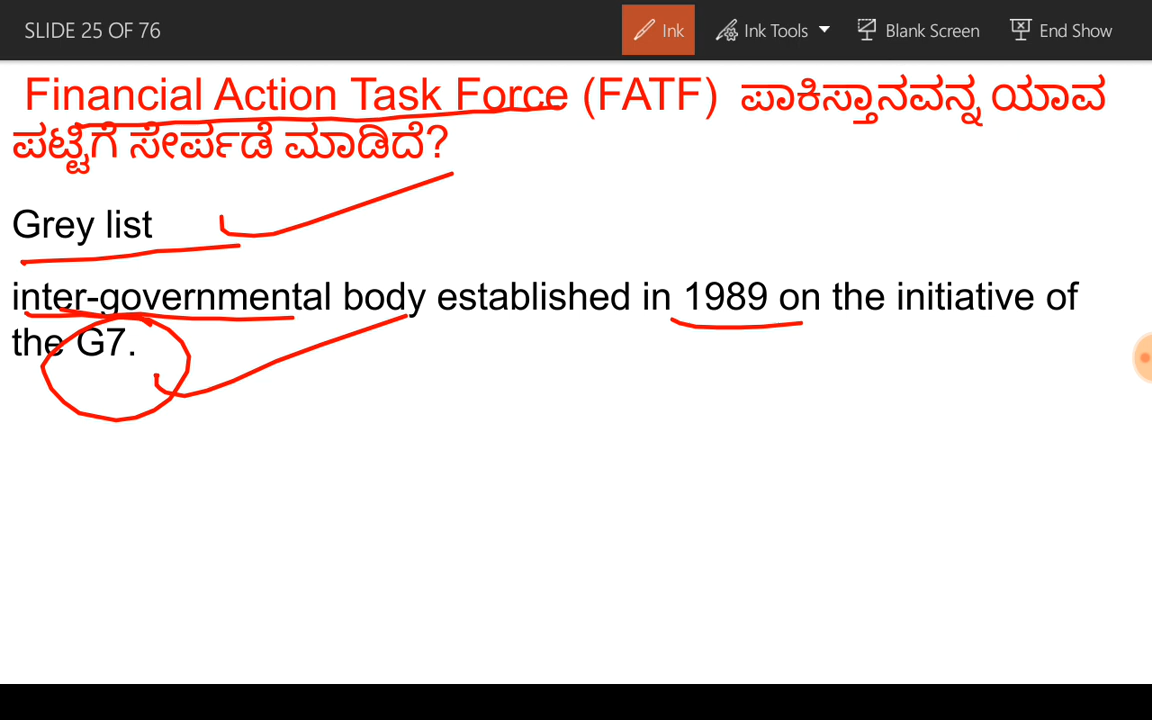 SLIDE 25 OF 76
Ink
Ink Tools
Blank Screen
End Show
Financial Action Task Force (FATF) ಪಾಕಿಸ್ತಾನವನ್ನ ಯಾವ
ಪಟ್ಟಿಗೆ ಸೇರ್ಪಡೆ ಮಾಡಿದೆ?
Grey list
inter-governmental body established in 1989 on the initiative of
the G7.